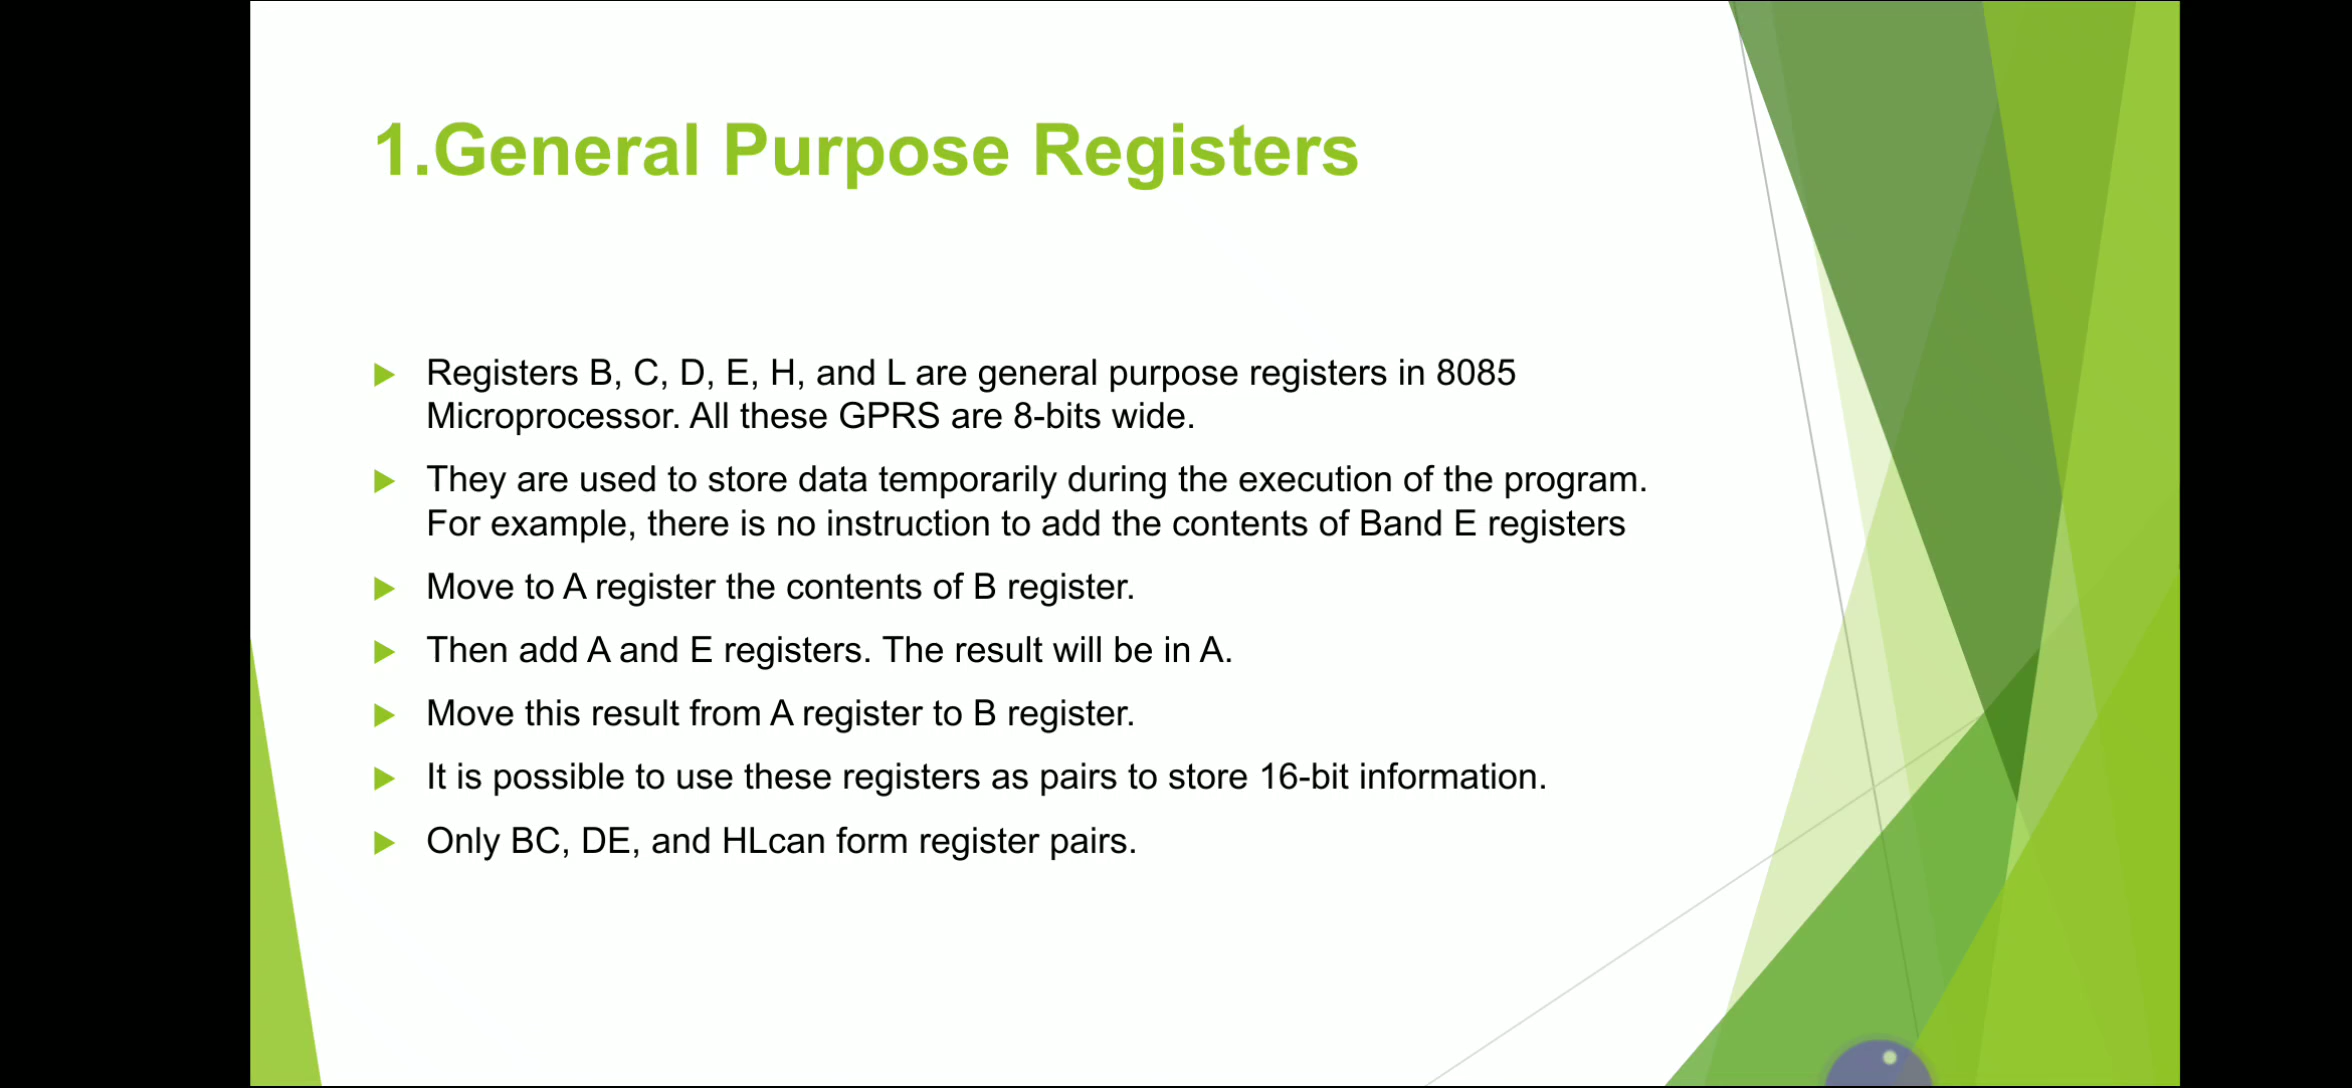 1.General Purpose Registers
Registers B, C, D, E, H, and L are general purpose registers in 8085
Microprocessor. All these GPRS are 8-bits wide.
They are used to store data temporarily during the execution of the program.
For example, there is no instruction to add the contents of Band E registers
Move to A register the contents of B register.
Then add A and E registers. The result will be in A.
Move this result from A register to B register.
It is possible to use these registers as pairs to store 16-bit information.
Only BC, DE, and HLcan form register pairs.